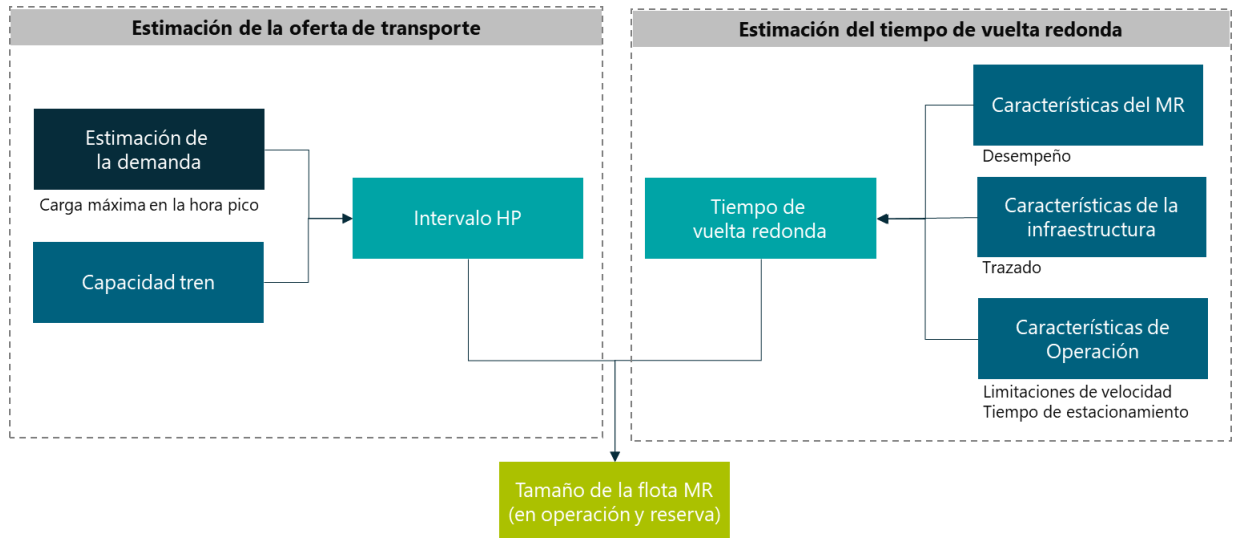 Estimación de la oferta de transporte
Estimación de
la demanda
Carga máxima en la hora pico
Capacidad tren
Intervalo HP
Estimación del tiempo de vuelta redonda
Tiempo de
vuelta redonda
Características del MR
Desempeño
Características de la
infraestructura
Trazado
Características de
Operación
Limitaciones de velocidad
Tiempo de estacionamiento
Tamaño de la flota MR
(en operación y reserva)